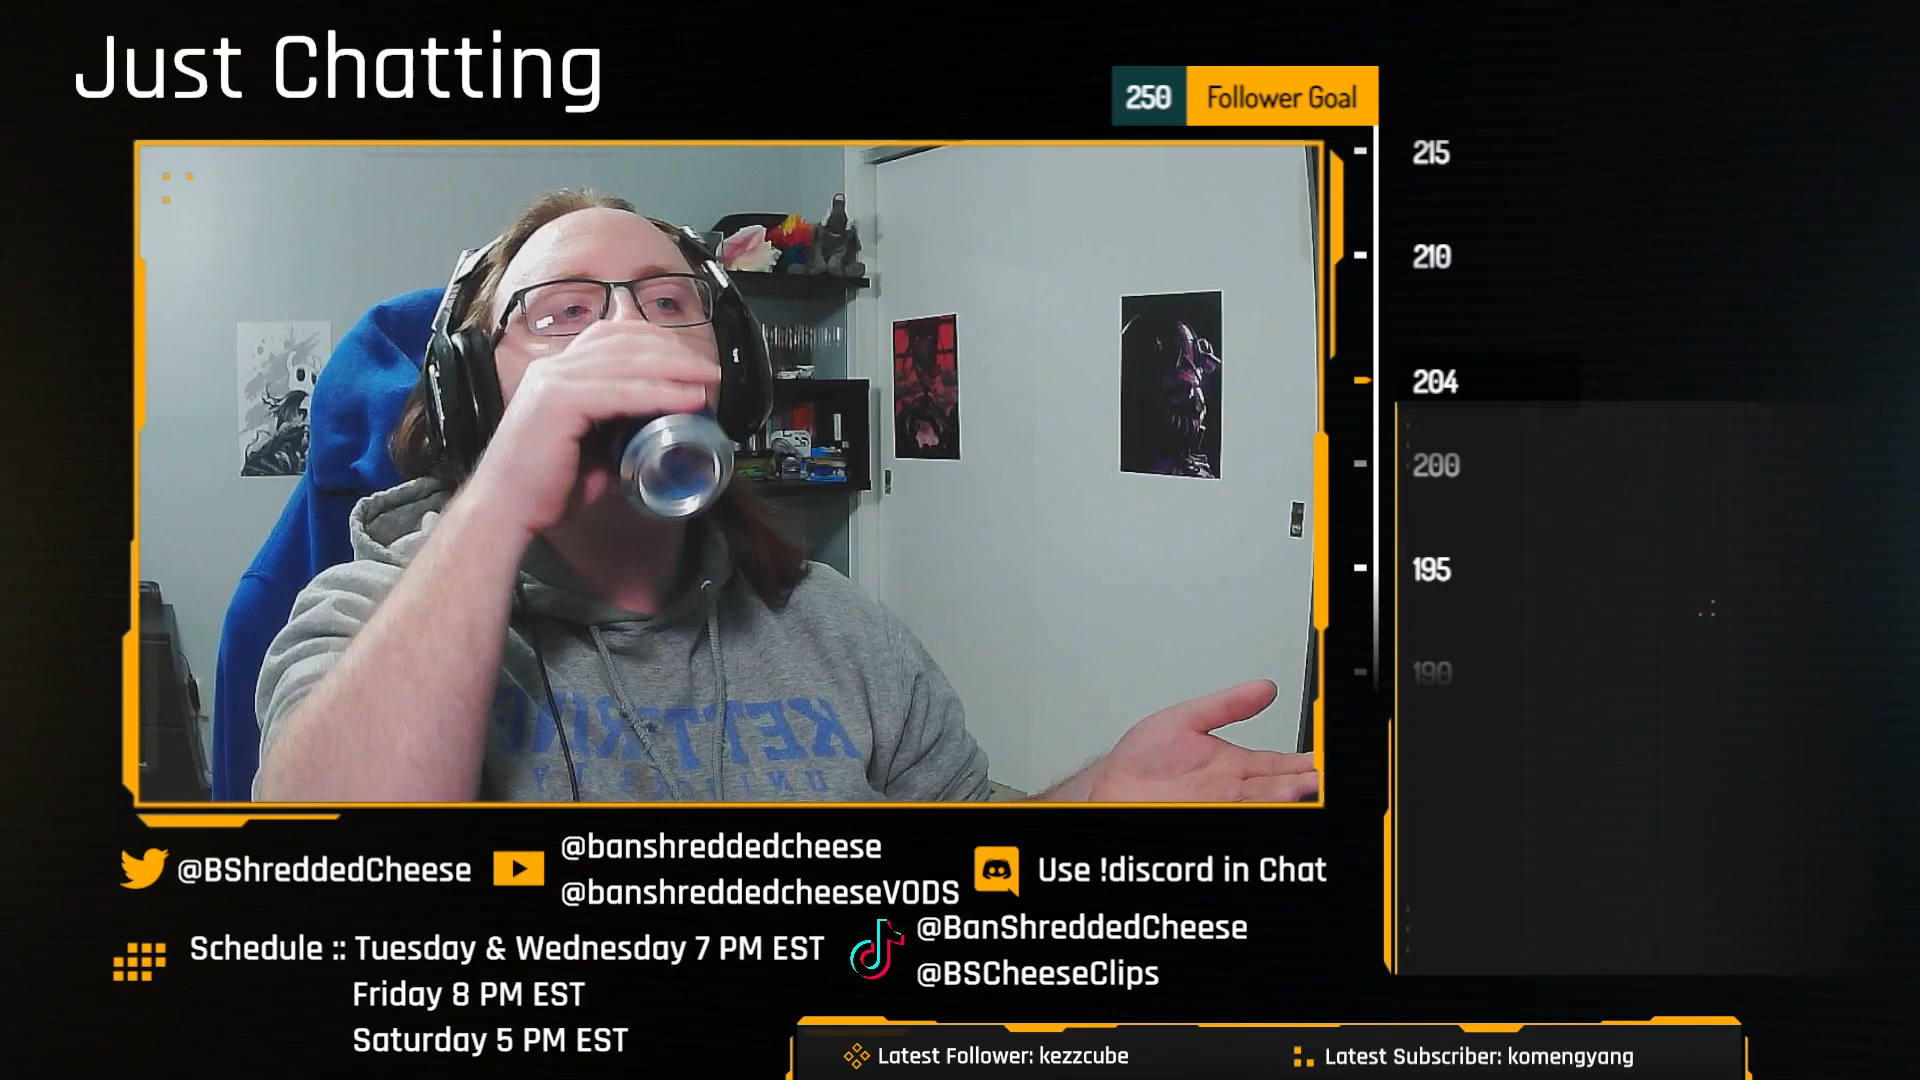 Just Chatting
250 Follower Goal
215
210
204
200
195
190
KETTERING
@BShreddedCheese
@banshreddedcheese
@banshreddedcheeseVODS
Use !discord in Chat
Schedule :: Tuesday & Wednesday 7 PM EST
Friday 8 PM EST
Saturday 5 PM EST
@BanShreddedCheese
@BSCheeseClips
Latest Follower: kezzcube
Latest Subscriber: komengyang